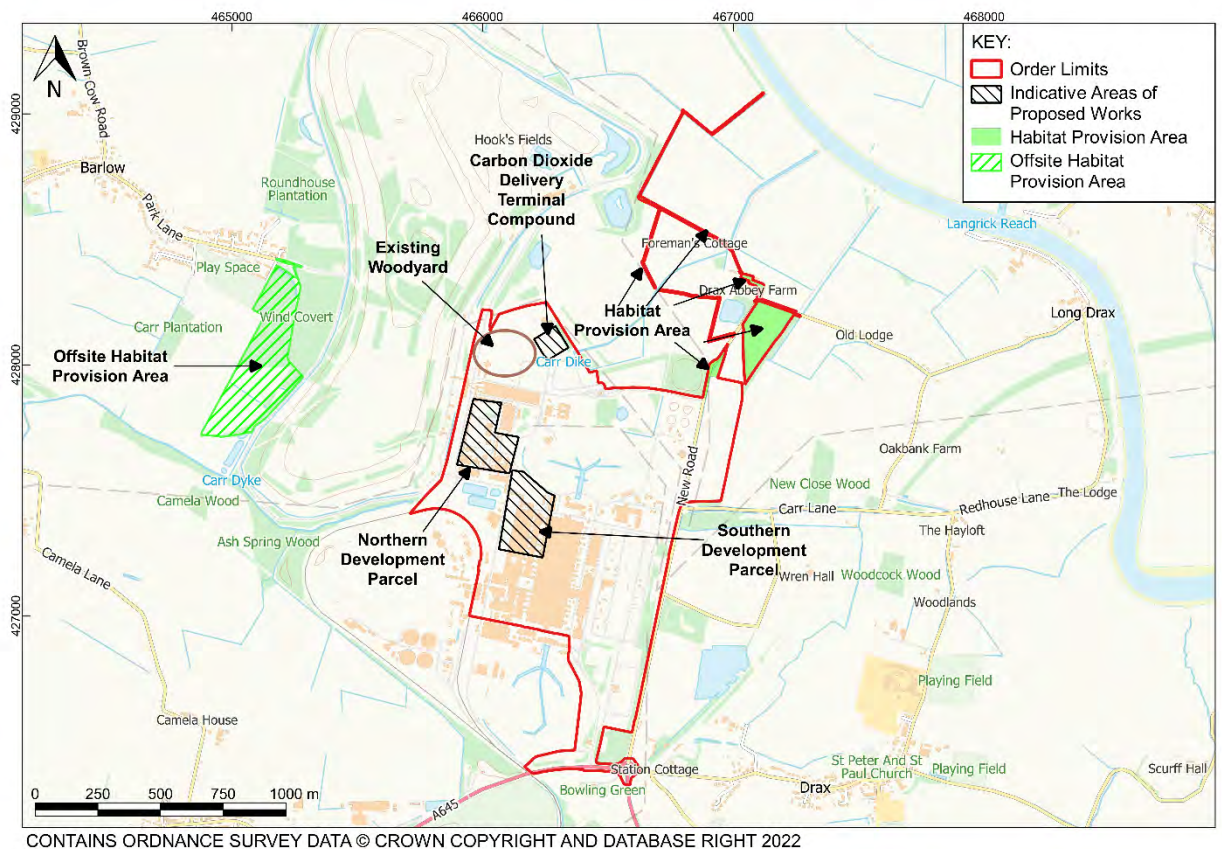 465000
466000
467000
468000
429000
428000
427000
N
KEY:
Order Limits
Indicative Areas of
Proposed Works
Habitat Provision Area
Offsite Habitat
Provision Area
Brown Cow Road
Barlow
Park Lane
Roundhouse
Plantation
Hook's Fields
Carbon Dioxide
Delivery
Terminal
Compound
Existing
Woodyard
Langrick Reach
Foreman's Cottage
Drax Abbey Farm
Habitat
Provision Area
Play Space
Wind Covert
Carr Plantation
Offsite Habitat
Provision Area
Carr Dike
Old Lodge
Long Drax
Oakbank Farm
New Road
Carr Dyke
Camela Wood
New Close Wood
Carr Lane
Redhouse Lane
The Lodge
The Hayloft
Ash Spring Wood
Northern
Development
Parcel
Southern
Development
Parcel
Wren Hall
Woodcock Wood
Woodlands
Camela Lane
Playing Field
Camela House
St Peter And St
Paul Church
Playing Field
Scurff Hall
Station Cottage
Bowling Green
Drax
A645
0 250 500 750 1000 m
CONTAINS ORDNANCE SURVEY DATA © CROWN COPYRIGHT AND DATABASE RIGHT 2022